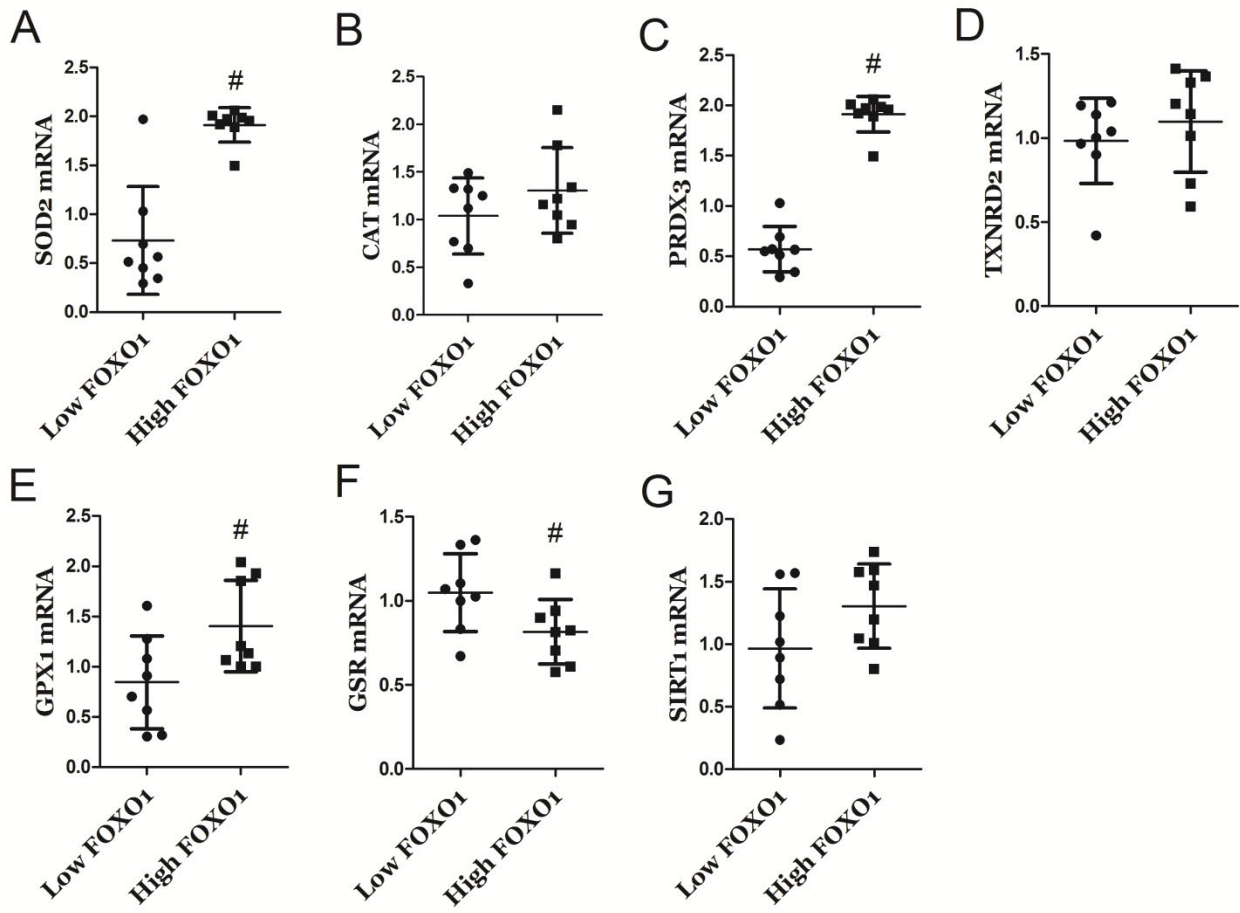 A
SOD2 mRNA
2.5
2.0
1.5
1.0
0.5
0.0
#
Low FOXO1
High FOXO1
B
CAT mRNA
2.5
2.0
1.5
1.0
0.5
0.0
Low FOXO1
High FOXO1
C
PRDX3 mRNA
2.5
2.0
1.5
1.0
0.5
0.0
#
Low FOXO1
High FOXO1
D
TXNRD2 mRNA
1.5
1.0
0.5
0.0
Low FOXO1
High FOXO1
E
GPX1 mRNA
2.5
2.0
1.5
1.0
0.5
0.0
#
Low FOXO1
High FOXO1
F
GSR mRNA
1.5
1.0
0.5
0.0
#
Low FOXO1
High FOXO1
G
SIRT1 mRNA
2.0
1.5
1.0
0.5
0.0
Low FOXO1
High FOXO1